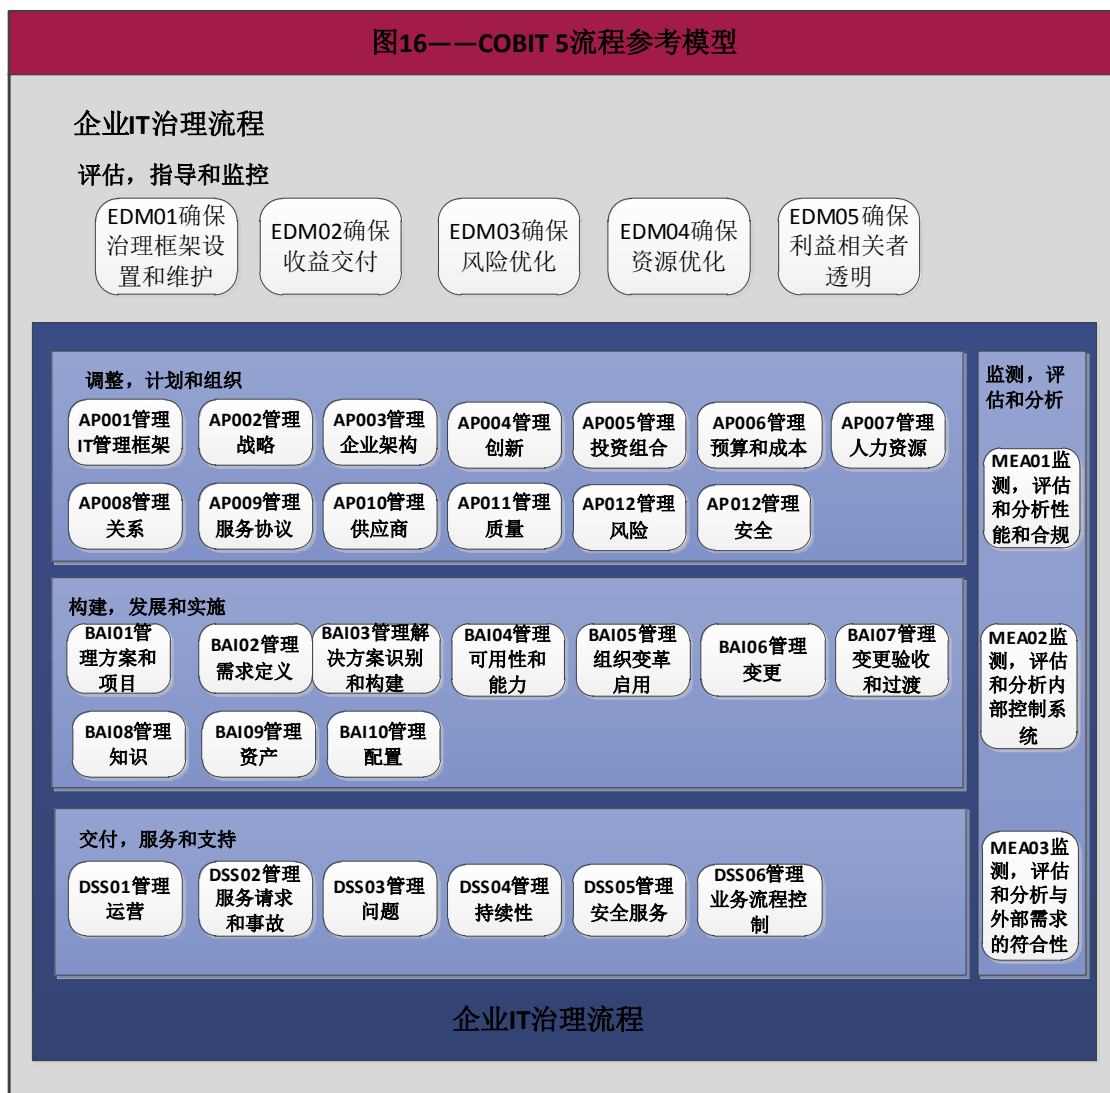 图16——COBIT 5流程参考模型
企业IT治理流程
评估，指导和监控
EDM01确保
治理框架设
置和维护
EDM02确保
收益交付
EDM03确保
风险优化
EDM04确保
资源优化
EDM05确保
利益相关者
透明
调整，计划和组织
AP001管理
IT管理框架
AP002管理
战略
AP003管理
企业架构
AP004管理
创新
AP005管理
投资组合
AP006管理
预算和成本
AP007管理
人力资源
AP008管理
关系
AP009管理
服务协议
AP010管理
供应商
AP011管理
质量
AP012管理
风险
AP012管理
安全
构建，发展和实施
BAI01管
理方案和
项目
BAI02管理
需求定义
BAI03管理解
决方案识别
和构建
BAI04管理
可用性和
能力
BAI05管理
组织变革
启用
BAI06管理
变更
BAI07管理
变更验收
和过渡
BAI08管理
知识
BAI09管理
资产
BAI10管理
配置
交付，服务和支持
DSS01管理
运营
DSS02管理
服务请求
和事故
DSS03管理
问题
DSS04管理
持续性
DSS05管理
安全服务
DSS06管理
业务流程控
制
监测，评
估和分析
MEA01监
测，评估
和分析性
能和合规
MEA02监
测，评估
和分析内
部控制系
统
MEA03监
测，评估
和分析与
外部需求
的符合性
企业IT治理流程